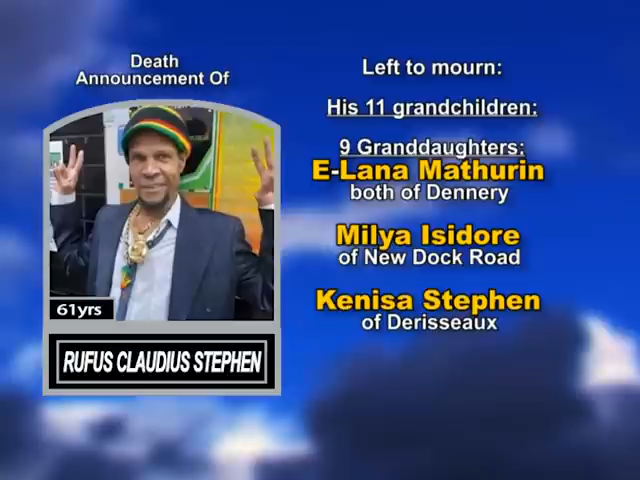 Death
Announcement Of
61yrs
RUFUS CLAUDIUS STEPHEN
Left to mourn:
His 11 grandchildren:
9 Granddaughters:
E-Lana Mathurin
both of Dennery
Milya Isidore
of New Dock Road
Kenisa Stephen
of Derisseaux